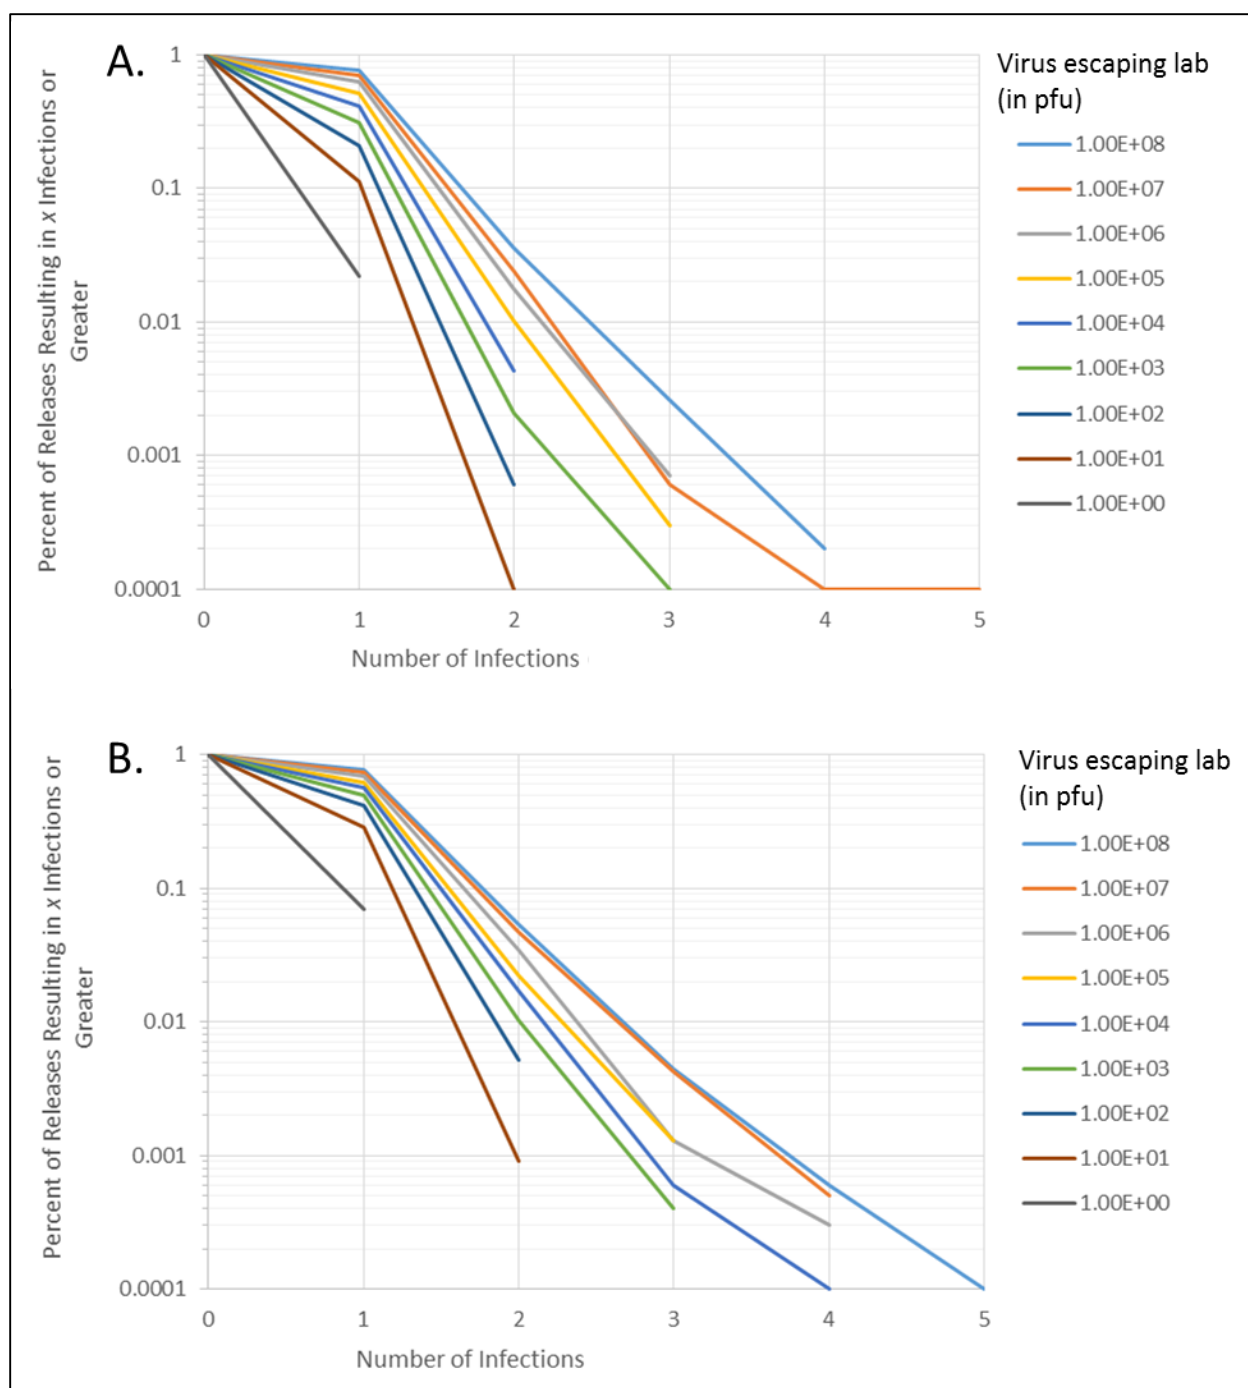 A.
Percent of Releases Resulting in x Infections or
Greater
1
0.1
0.01
0.001
0.0001
0 1 2 3 4 5
Number of Infections
Virus escaping lab
(in pfu)
1.00E+08
1.00E+07
1.00E+06
1.00E+05
1.00E+04
1.00E+03
1.00E+02
1.00E+01
1.00E+00
B.
Percent of Releases Resulting in x Infections or
Greater
1
0.1
0.01
0.001
0.0001
0 1 2 3 4 5
Number of Infections
Virus escaping lab
(in pfu)
1.00E+08
1.00E+07
1.00E+06
1.00E+05
1.00E+04
1.00E+03
1.00E+02
1.00E+01
1.00E+00